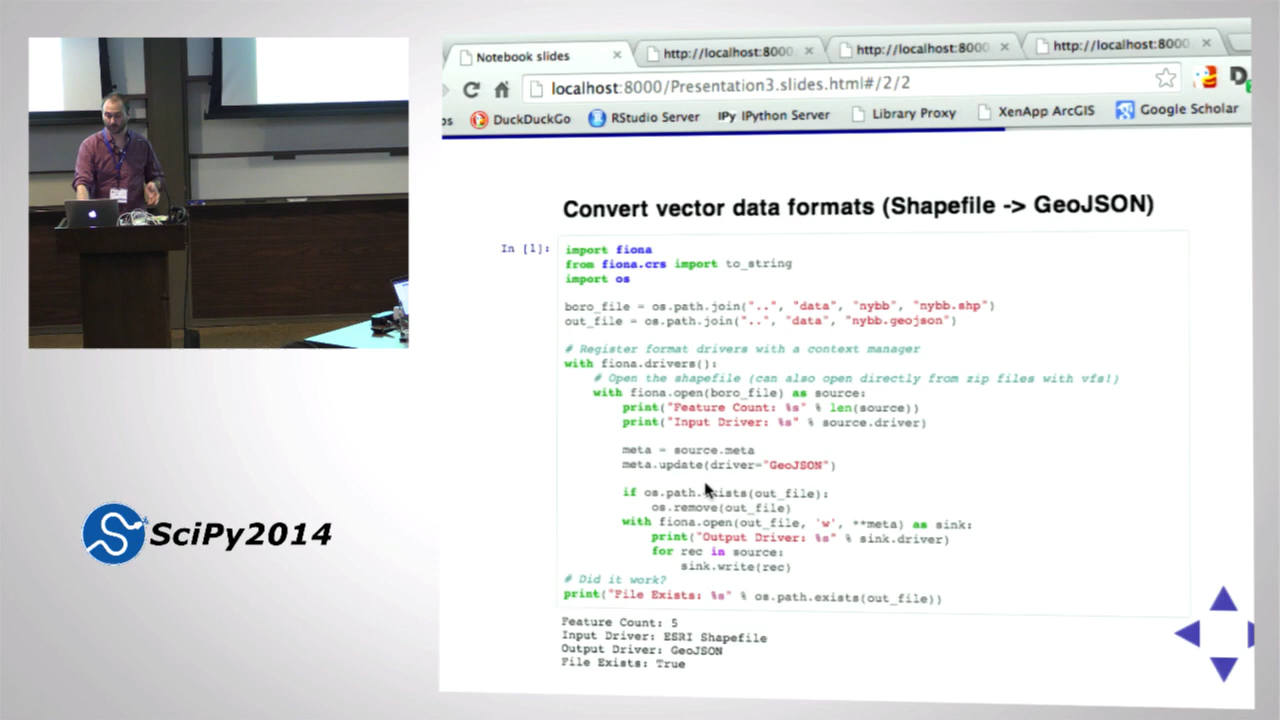 Notebook slides
http://localhost:8000
http://localhost:8000
http://localhost:8000
localhost:8000/Presentation3.slides.html#/2/2
DuckDuckGo
RStudio Server
IPy IPython Server
Library Proxy
XenApp ArcGIS
Google Scholar
Convert vector data formats (Shapefile -> GeoJSON)
In [1]:
import fiona
from fiona.crs import to_string
import os
boro_file = os.path.join("..", "data", "nybb", "nybb.shp")
out_file = os.path.join("..", "data", "nybb.geojson")
# Register format drivers with a context manager
with fiona.drivers():
# Open the shapefile (can also open directly from zip files with vfs!)
with fiona.open(boro_file) as source:
print("Feature Count: %s" % len(source))
print("Input Driver: %s" % source.driver)
meta = source.meta
meta.update(driver="GeoJSON")
if os.path.exists(out_file):
os.remove(out_file)
with fiona.open(out_file, 'w', **meta) as sink:
print("Output Driver: %s" % sink.driver)
for rec in source:
sink.write(rec)
# Did it work?
print("File Exists: %s" % os.path.exists(out_file))
Feature Count: 5
Input Driver: ESRI Shapefile
Output Driver: GeoJSON
File Exists: True
SciPy2014